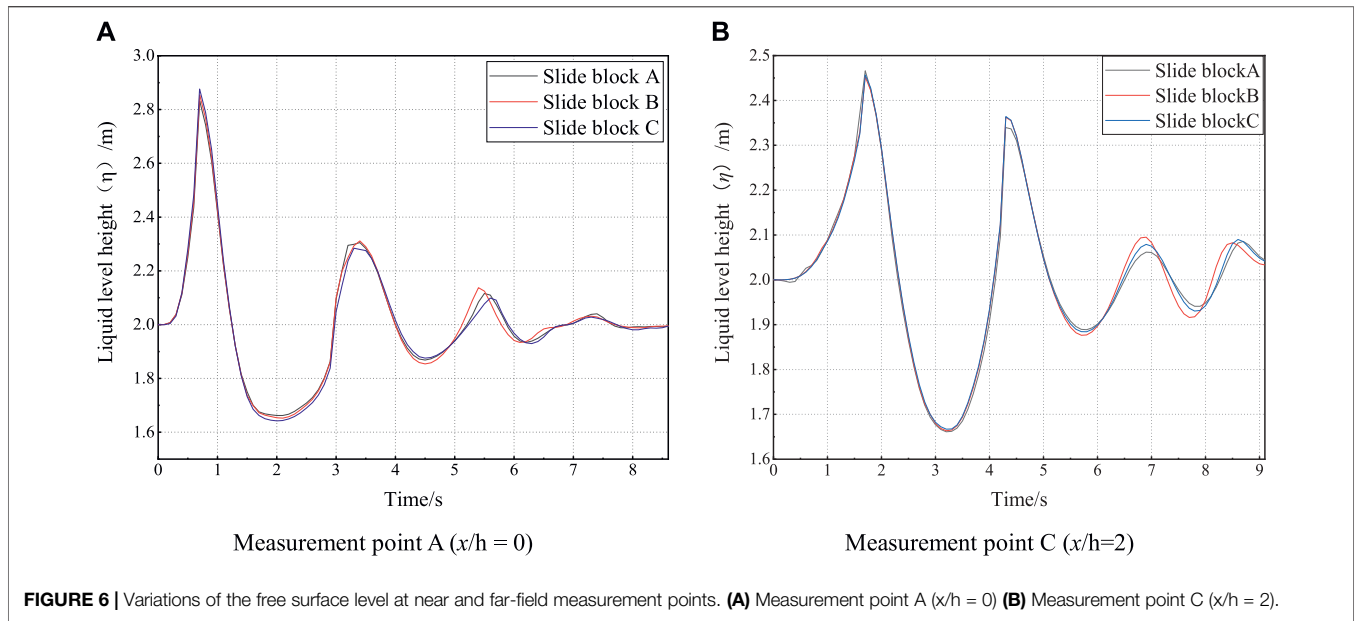 A
3.0
2.8
2.6
2.4
2.2
2.0
1.8
1.6
Liquid level height（η）/m
Slide block A
Slide block B
Slide block C
0 1 2 3 4 5 6 7 8
Time/s
Measurement point A (x/h = 0)
B
2.5
2.4
2.3
2.2
2.1
2.0
1.9
1.8
1.7
1.6
Liquid level height（η）/m
Slide blockA
Slide blockB
Slide blockC
0 1 2 3 4 5 6 7 8 9
Time/s
Measurement point C (x/h=2)
FIGURE 6 | Variations of the free surface level at near and far-field measurement points. (A) Measurement point A (x/h = 0) (B) Measurement point C (x/h = 2).